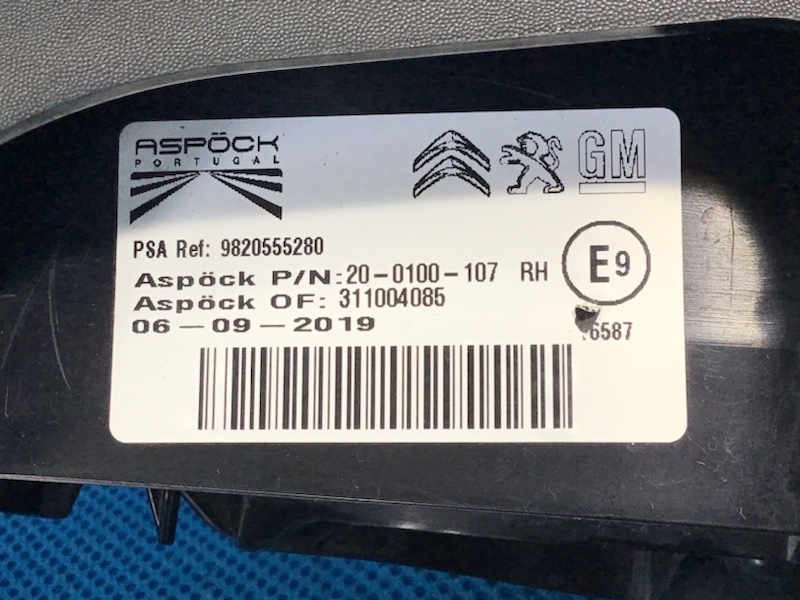 ASPÖCK
PORTUGAL
GM
PSA Ref: 9820555280
Aspöck P/N:20-0100-107 RH
E9
Aspöck OF: 311004085
06-09-2019
6587